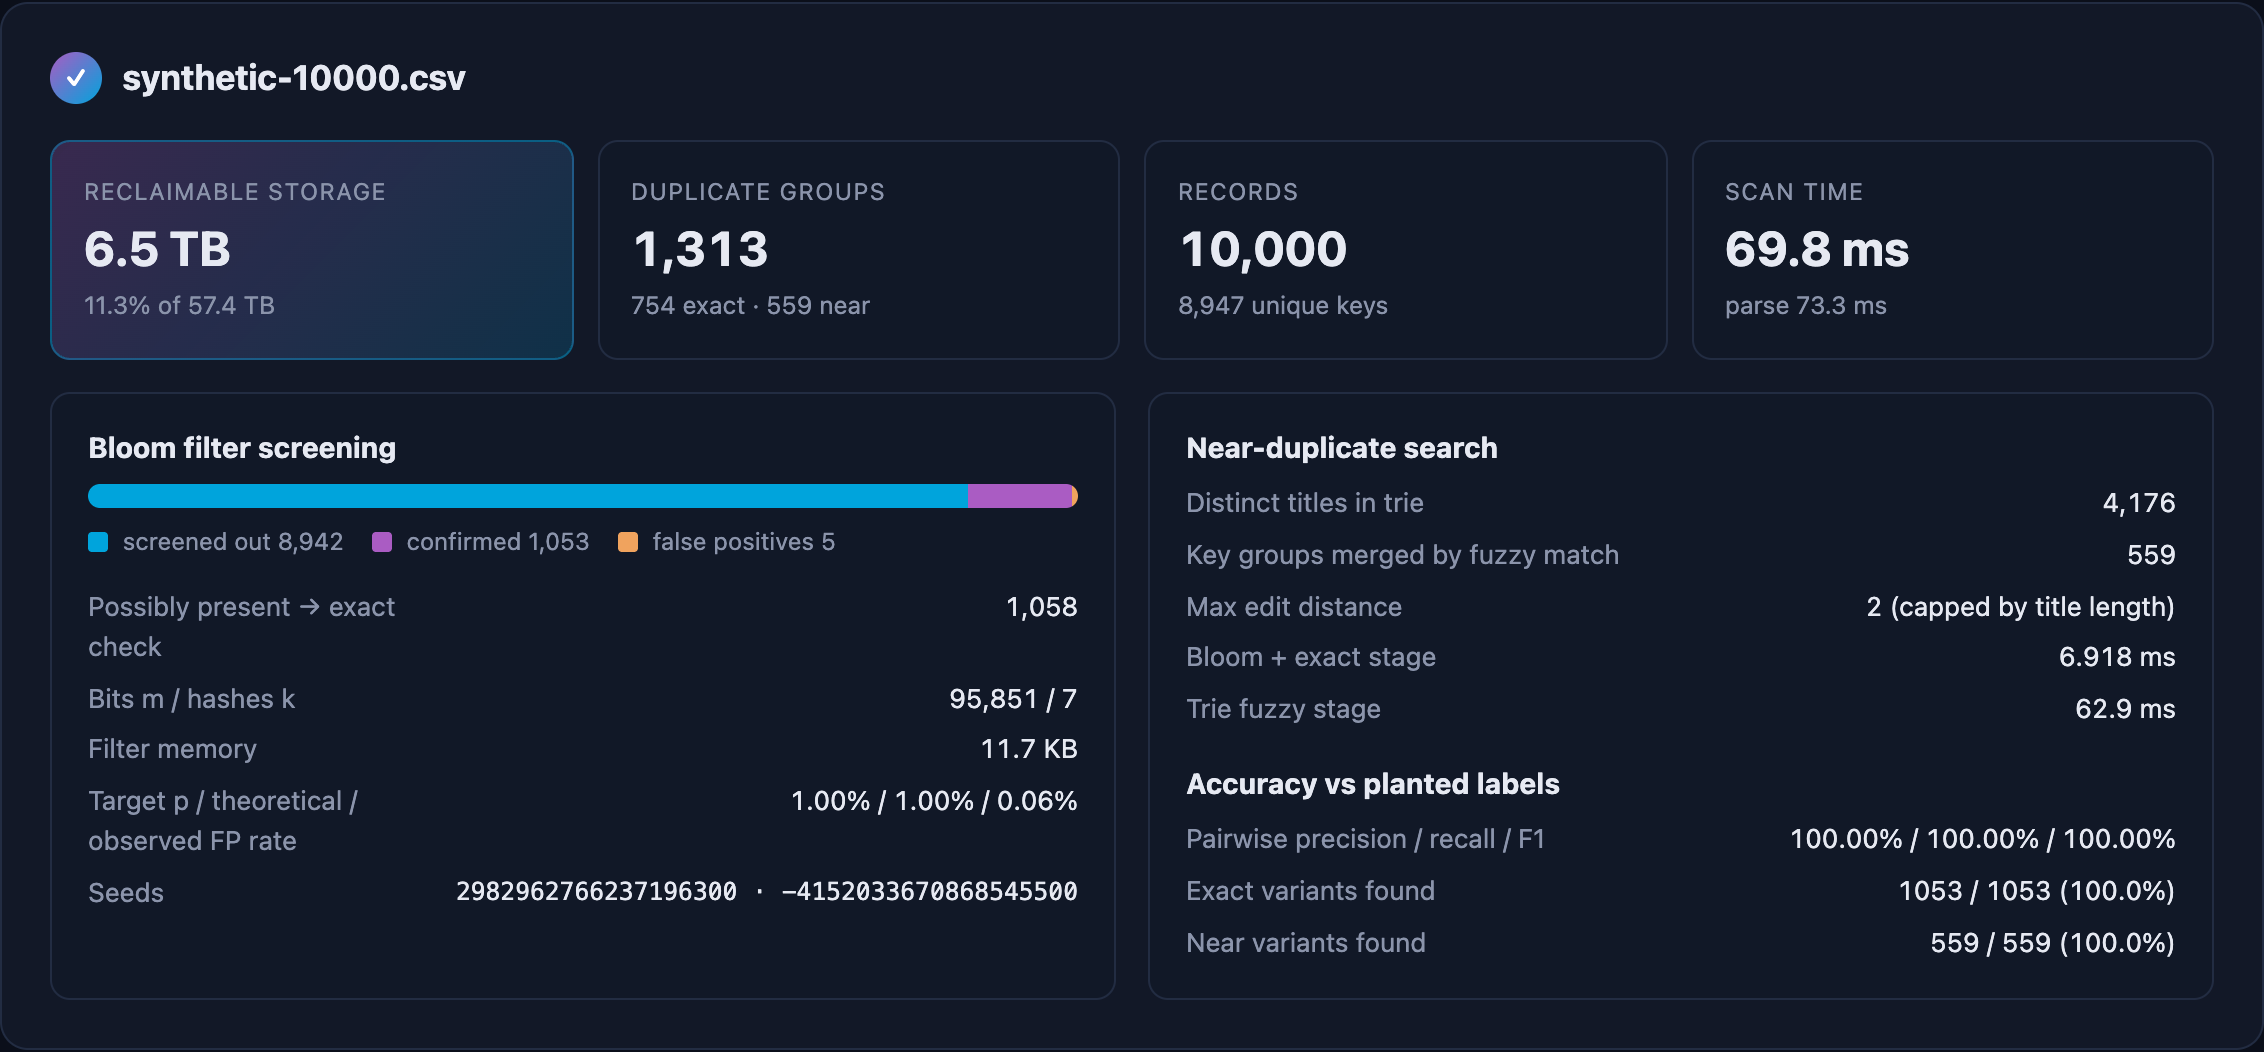 synthetic-10000.csv
RECLAIMABLE STORAGE
6.5 TB
11.3% of 57.4 TB
DUPLICATE GROUPS
1,313
754 exact · 559 near
RECORDS
10,000
8,947 unique keys
SCAN TIME
69.8 ms
parse 73.3 ms
Bloom filter screening
screened out 8,942 confirmed 1,053 false positives 5
Possibly present → exact 1,058
check
Bits m / hashes k 95,851 / 7
Filter memory 11.7 KB
Target p / theoretical / 1.00% / 1.00% / 0.06%
observed FP rate
Seeds 2982962766237196300 · −4152033670868545500
Near-duplicate search
Distinct titles in trie 4,176
Key groups merged by fuzzy match 559
Max edit distance 2 (capped by title length)
Bloom + exact stage 6.918 ms
Trie fuzzy stage 62.9 ms
Accuracy vs planted labels
Pairwise precision / recall / F1 100.00% / 100.00% / 100.00%
Exact variants found 1053 / 1053 (100.0%)
Near variants found 559 / 559 (100.0%)